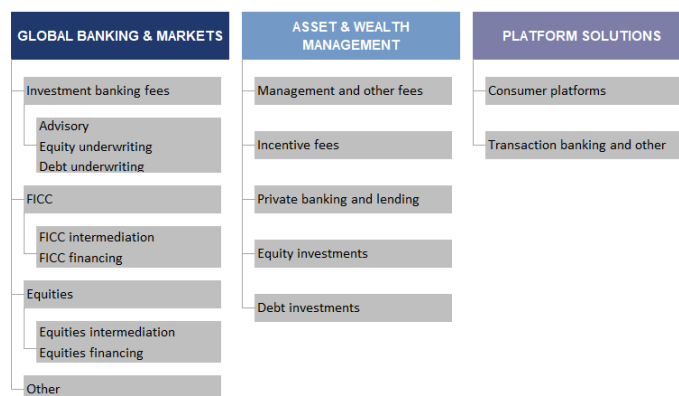 GLOBAL BANKING & MARKETS
Investment banking fees
Advisory
Equity underwriting
Debt underwriting
FICC
FICC intermediation
FICC financing
Equities
Equities intermediation
Equities financing
Other
ASSET & WEALTH
MANAGEMENT
Management and other fees
Incentive fees
Private banking and lending
Equity investments
Debt investments
PLATFORM SOLUTIONS
Consumer platforms
Transaction banking and other